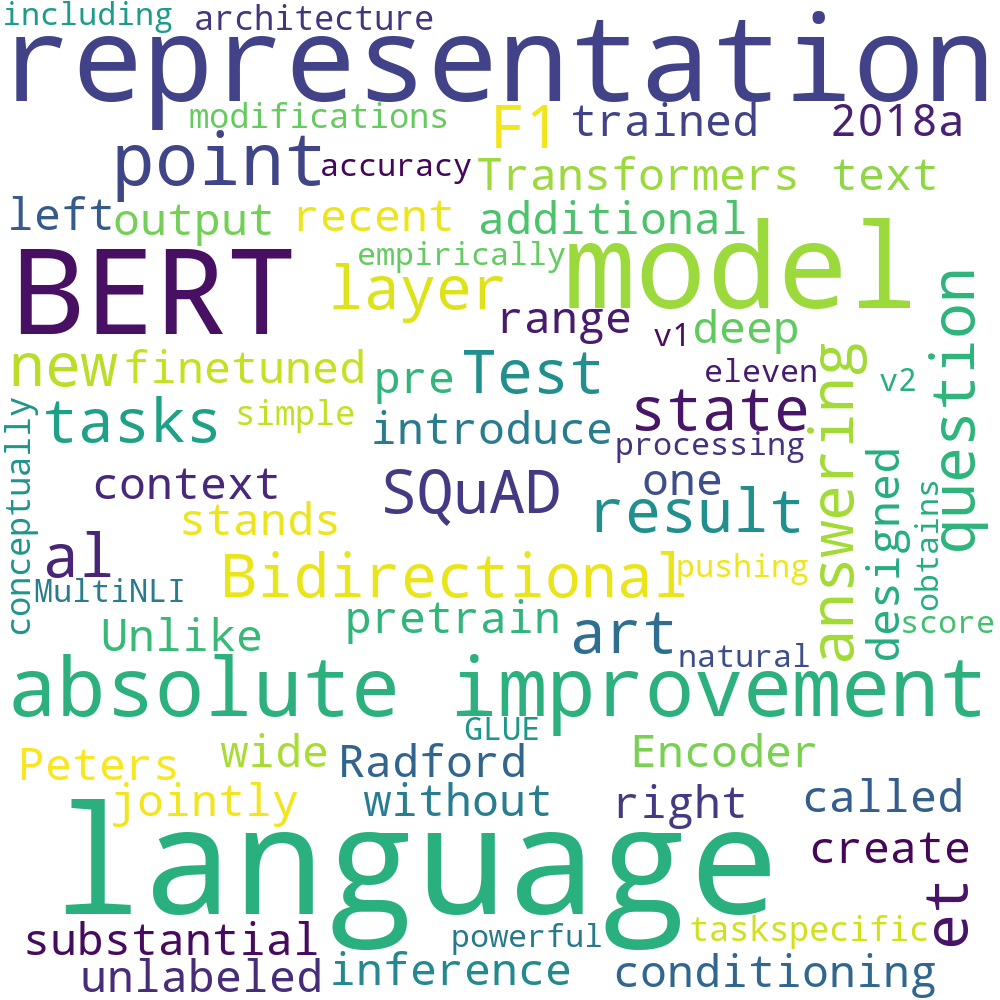 including architecture
representation
modifications F1 trained 2018a
point accuracy Transformers text
left output recent additional
empirically
BERT layer model
range v1 deep
new finetuned pre Test eleven v2
tasks simple introduce state
processing
answering
question
conceptually
context SQuAD one
stands result
designed
obtains
al Bidirectional pushing
MultiNLI
Unlike pretrain art score
natural
absolute improvement
GLUE
Peters wide Radford Encoder
jointly without right called
language
create
et
substantial powerful taskspecific
unlabeled inference conditioning